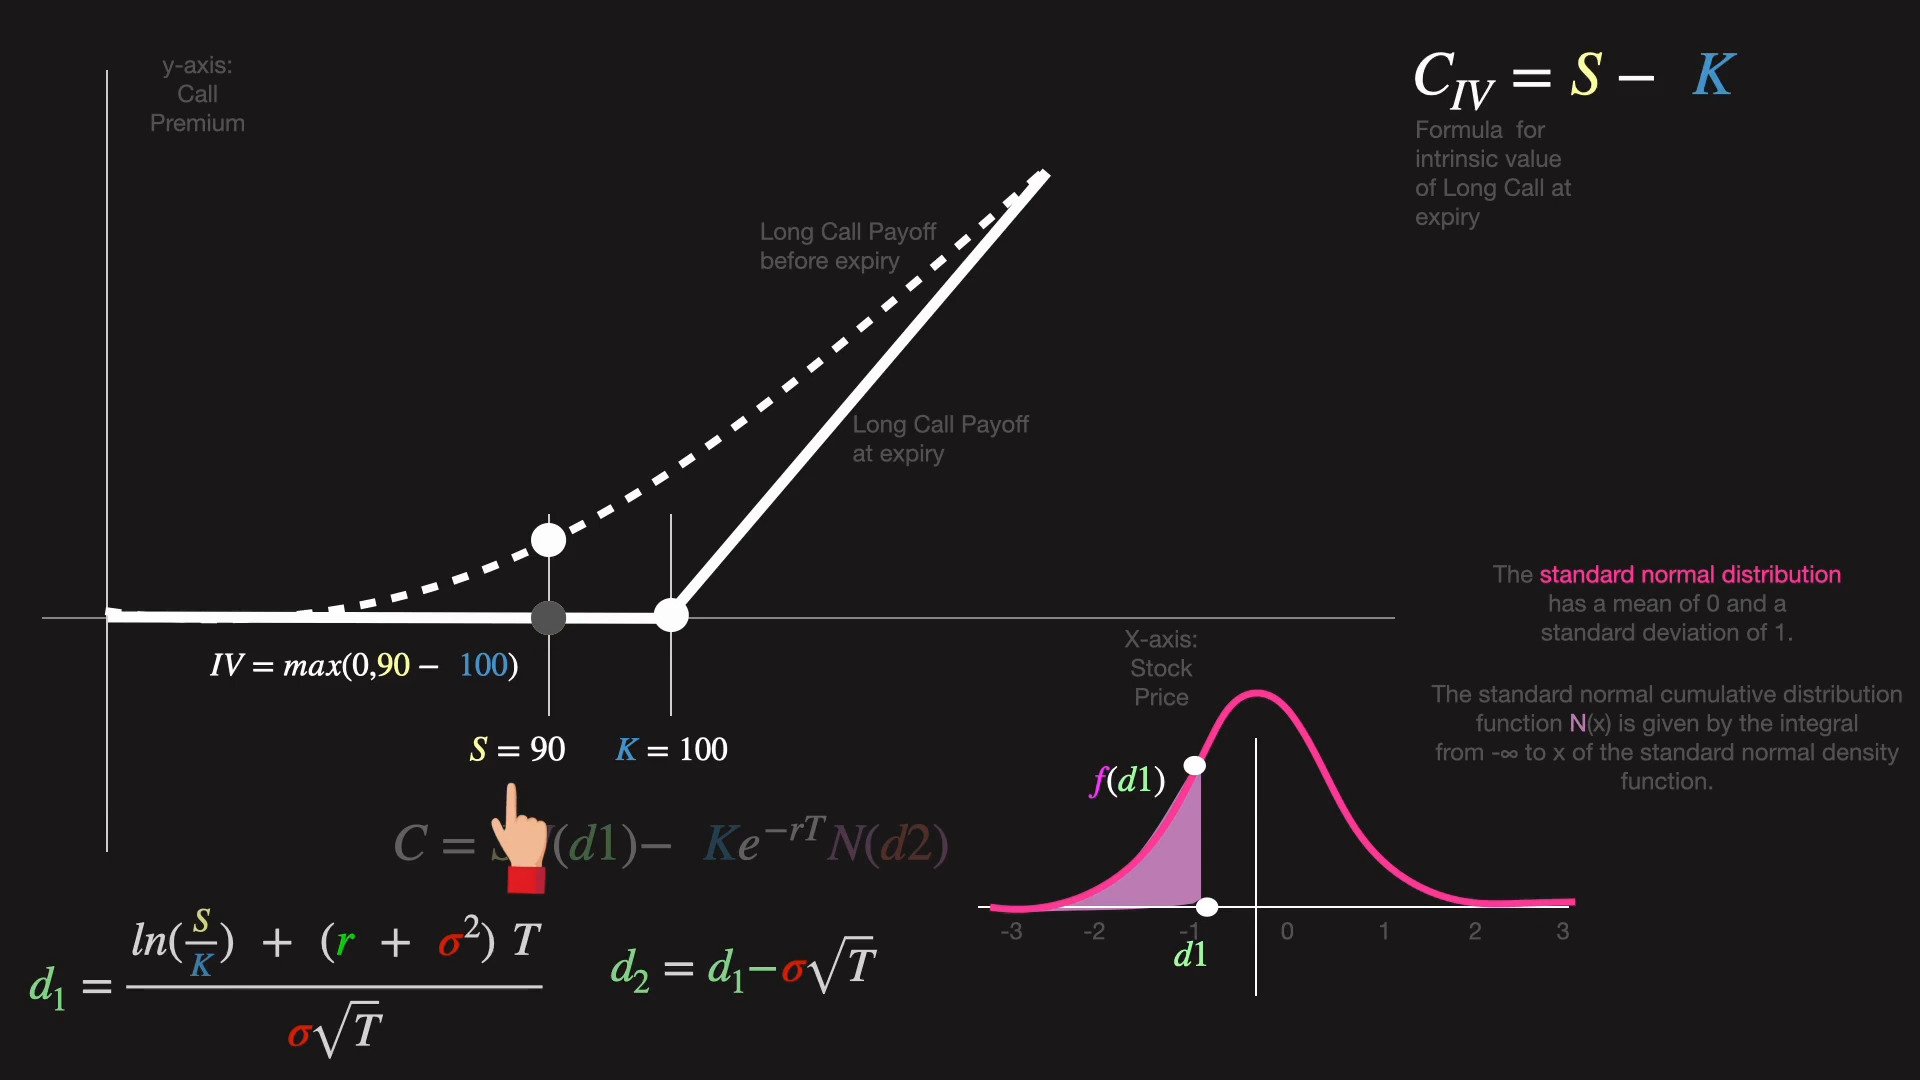 y-axis:
Call
Premium
C_IV = S − K
Formula for
intrinsic value
of Long Call at
expiry
Long Call Payoff
before expiry
Long Call Payoff
at expiry
IV = max(0,90 − 100)
S = 90
K = 100
X-axis:
Stock
Price
The standard normal distribution
has a mean of 0 and a
standard deviation of 1.
The standard normal cumulative distribution
function N(x) is given by the integral
from -∞ to x of the standard normal density
function.
C = S (d1)− Ke^−rT N(d2)
f(d1)
-3 -2 -1 0 1 2 3
d1
d₁ = (ln(S/K) + (r + σ²) T) / (σ√T)
d₂ = d₁−σ√T